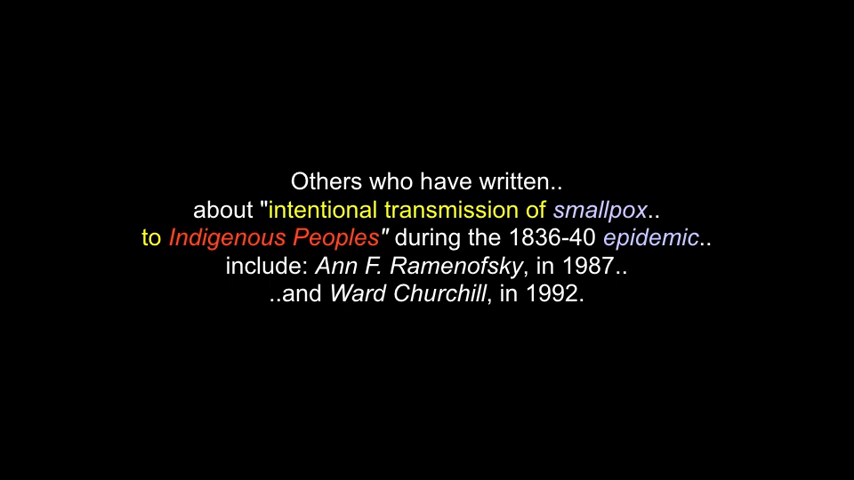 Others who have written..
about "intentional transmission of smallpox..
to Indigenous Peoples" during the 1836-40 epidemic..
include: Ann F. Ramenofsky, in 1987..
..and Ward Churchill, in 1992.